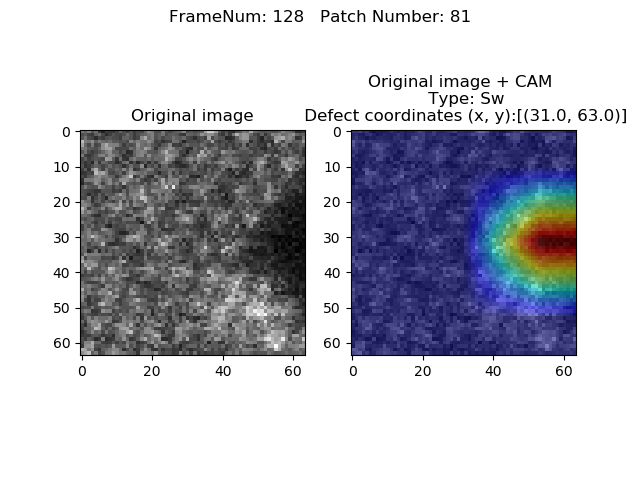 FrameNum: 128   Patch Number: 81
Original image
0
10
20
30
40
50
60
0 20 40 60
Original image + CAM
Type: Sw
Defect coordinates (x, y):[(31.0, 63.0)]
0
10
20
30
40
50
60
0 20 40 60